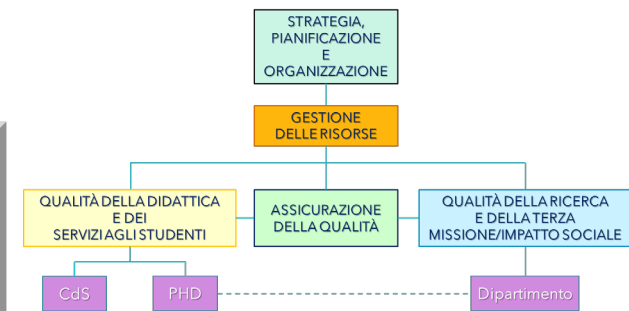 STRATEGIA,
PIANIFICAZIONE
E
ORGANIZZAZIONE
GESTIONE
DELLE RISORSE
QUALITÀ DELLA DIDATTICA
E DEI
SERVIZI AGLI STUDENTI
ASSICURAZIONE
DELLA QUALITÀ
QUALITÀ DELLA RICERCA
E DELLA TERZA
MISSIONE/IMPATTO SOCIALE
CdS
PHD
Dipartimento